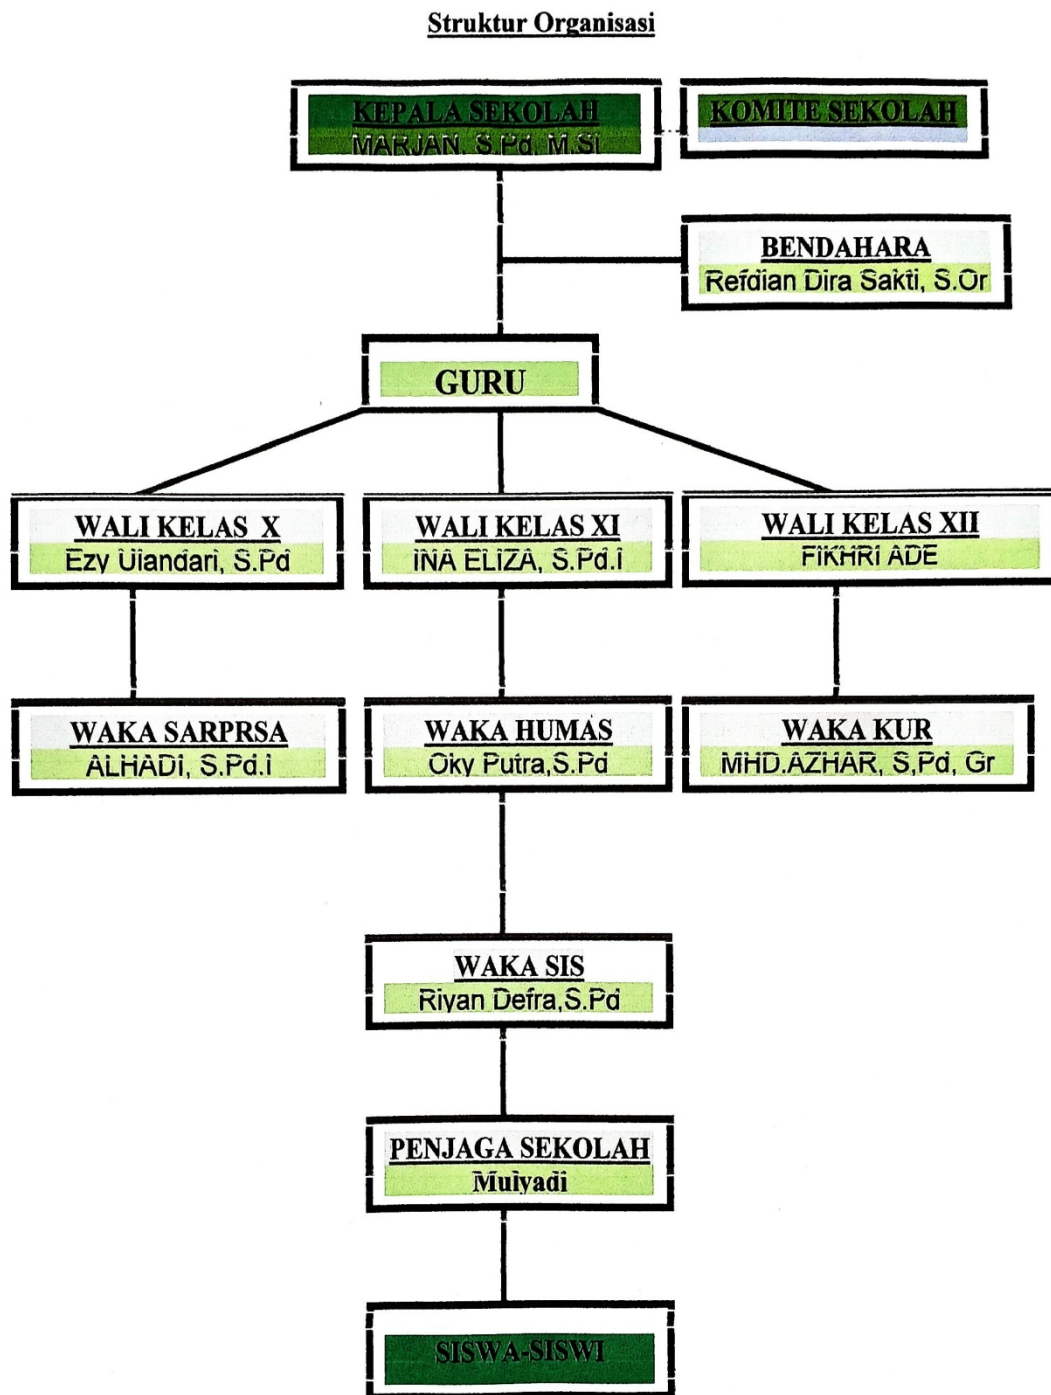 Struktur Organisasi
KEPALA SEKOLAH
MARJAN, S.Pd, M.Si
KOMITE SEKOLAH
BENDAHARA
Refdian Dira Sakti, S.Or
GURU
WALI KELAS X
Ezy Ulandari, S.Pd
WALI KELAS XI
INA ELIZA, S.Pd.I
WALI KELAS XII
FIKHRI ADE
WAKA SARPRSA
ALHADI, S.Pd.I
WAKA HUMAS
Oky Putra,S.Pd
WAKA KUR
MHD.AZHAR, S,Pd, Gr
WAKA SIS
Riyan Defra,S.Pd
PENJAGA SEKOLAH
Mulyadi
SISWA-SISWI